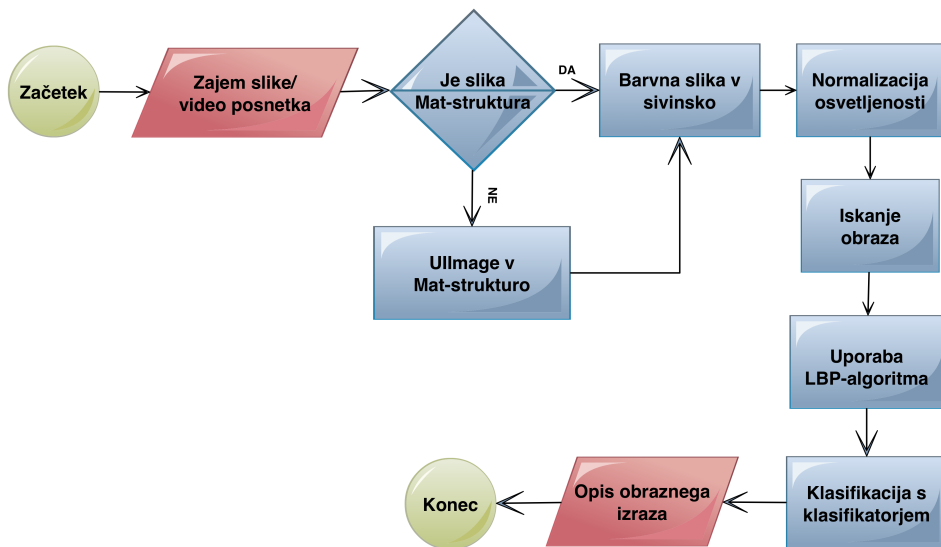 Začetek
Zajem slike/
video posnetka
Je slika
Mat-struktura
DA
Barvna slika v
sivinsko
Normalizacija
osvetljenosti
NE
UIImage v
Mat-strukturo
Iskanje
obraza
Uporaba
LBP-algoritma
Klasifikacija s
klasifikatorjem
Opis obraznega
izraza
Konec